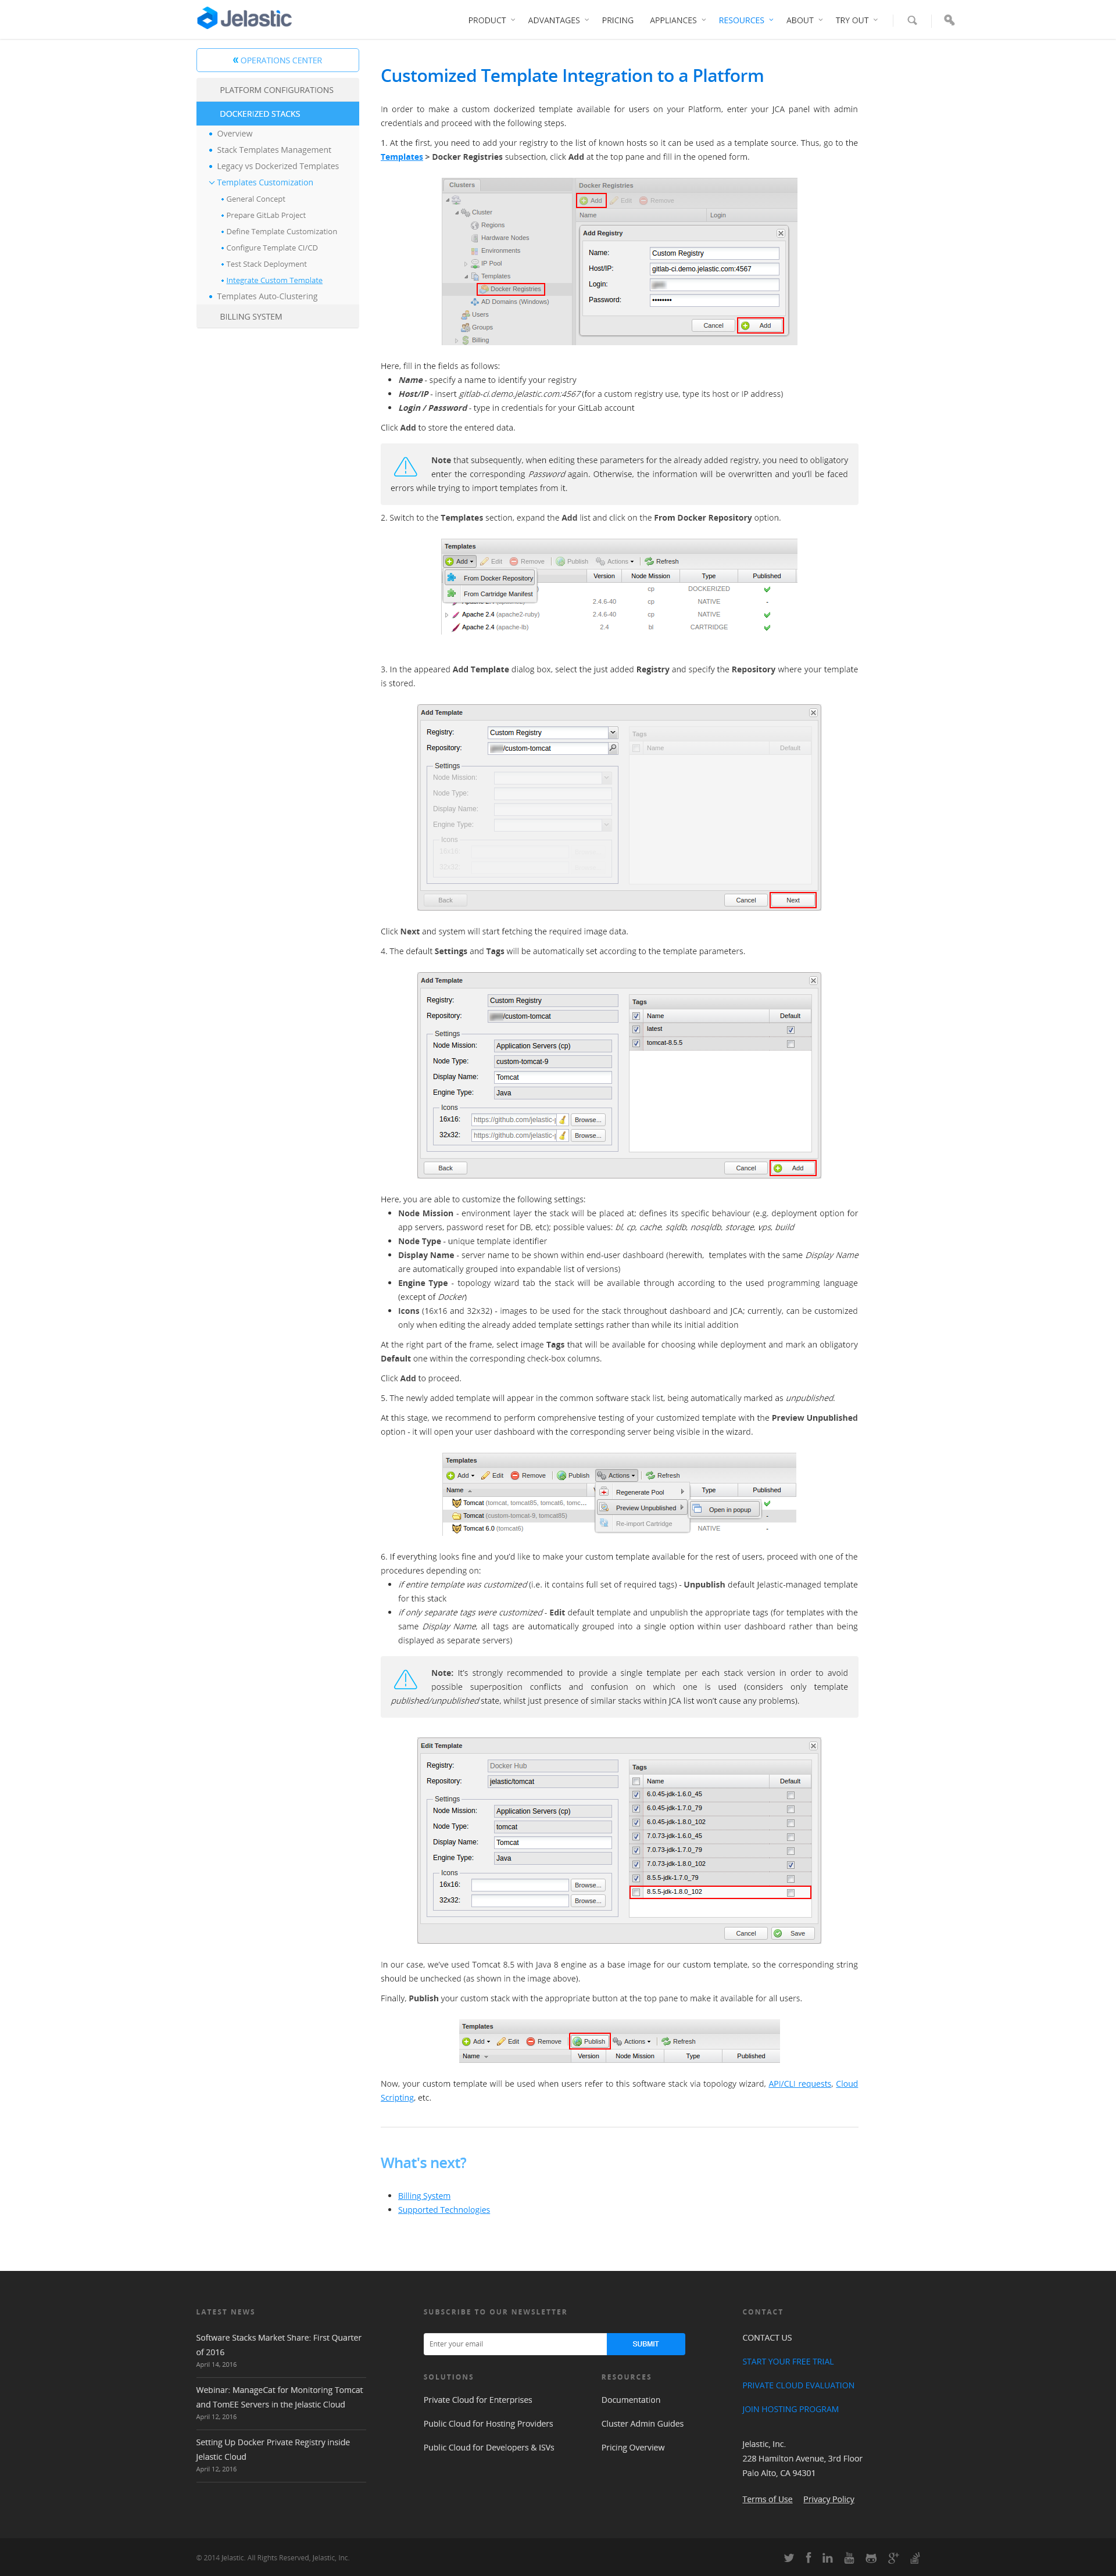 Jelastic
PRODUCT
ADVANTAGES
PRICING
APPLIANCES
RESOURCES
ABOUT
TRY OUT
« OPERATIONS CENTER
PLATFORM CONFIGURATIONS
DOCKERIZED STACKS
Overview
Stack Templates Management
Legacy vs Dockerized Templates
Templates Customization
General Concept
Prepare GitLab Project
Define Template Customization
Configure Template CI/CD
Test Stack Deployment
Integrate Custom Template
Templates Auto-Clustering
BILLING SYSTEM
Customized Template Integration to a Platform
In order to make a custom dockerized template available for users on your Platform, enter your JCA panel with admin
credentials and proceed with the following steps.
1. At the first, you need to add your registry to the list of known hosts so it can be used as a template source. Thus, go to the
Templates > Docker Registries subsection, click Add at the top pane and fill in the opened form.
Clusters
Cluster
Regions
Hardware Nodes
Environments
IP Pool
Templates
Docker Registries
AD Domains (Windows)
Users
Groups
Billing
Docker Registries
Add Edit Remove
Name Login
Add Registry
Name: Custom Registry
Host/IP: gitlab-ci.demo.jelastic.com:4567
Login:
Password: ••••••••
Cancel Add
Here, fill in the fields as follows:
Name - specify a name to identify your registry
Host/IP - insert gitlab-ci.demo.jelastic.com:4567 (for a custom registry use, type its host or IP address)
Login / Password - type in credentials for your GitLab account
Click Add to store the entered data.
Note that subsequently, when editing these parameters for the already added registry, you need to obligatory
enter the corresponding Password again. Otherwise, the information will be overwritten and you'll be faced
errors while trying to import templates from it.
2. Switch to the Templates section, expand the Add list and click on the From Docker Repository option.
Templates
Add Edit Remove Publish Actions Refresh
Version Node Mission Type Published
From Docker Repository
From Cartridge Manifest
cp DOCKERIZED
2.4.6-40 cp NATIVE -
Apache 2.4 (apache2-ruby) 2.4.6-40 cp NATIVE
Apache 2.4 (apache-lb) 2.4 bl CARTRIDGE
3. In the appeared Add Template dialog box, select the just added Registry and specify the Repository where your template
is stored.
Add Template
Registry: Custom Registry
Repository: /custom-tomcat
Settings
Node Mission:
Node Type:
Display Name:
Engine Type:
Icons
16x16:
32x32:
Tags
Name Default
Back Cancel Next
Click Next and system will start fetching the required image data.
4. The default Settings and Tags will be automatically set according to the template parameters.
Add Template
Registry: Custom Registry
Repository: /custom-tomcat
Settings
Node Mission: Application Servers (cp)
Node Type: custom-tomcat-9
Display Name: Tomcat
Engine Type: Java
Icons
16x16: https://github.com/jelastic-j Browse...
32x32: https://github.com/jelastic-j Browse...
Tags
Name Default
latest
tomcat-8.5.5
Back Cancel Add
Here, you are able to customize the following settings:
Node Mission - environment layer the stack will be placed at; defines its specific behaviour (e.g. deployment option for
app servers, password reset for DB, etc); possible values: bl, cp, cache, sqldb, nosqldb, storage, vps, build
Node Type - unique template identifier
Display Name - server name to be shown within end-user dashboard (herewith, templates with the same Display Name
are automatically grouped into expandable list of versions)
Engine Type - topology wizard tab the stack will be available through according to the used programming language
(except of Docker)
Icons (16x16 and 32x32) - images to be used for the stack throughout dashboard and JCA; currently, can be customized
only when editing the already added template settings rather than while its initial addition
At the right part of the frame, select image Tags that will be available for choosing while deployment and mark an obligatory
Default one within the corresponding check-box columns.
Click Add to proceed.
5. The newly added template will appear in the common software stack list, being automatically marked as unpublished.
At this stage, we recommend to perform comprehensive testing of your customized template with the Preview Unpublished
option - it will open your user dashboard with the corresponding server being visible in the wizard.
Templates
Add Edit Remove Publish Actions Refresh
Name Type Published
Regenerate Pool
Preview Unpublished
Open in popup
Re-import Cartridge
Tomcat (tomcat, tomcat85, tomcat6, tomc...
Tomcat (custom-tomcat-9, tomcat85) -
Tomcat 6.0 (tomcat6) NATIVE -
6. If everything looks fine and you'd like to make your custom template available for the rest of users, proceed with one of the
procedures depending on:
if entire template was customized (i.e. it contains full set of required tags) - Unpublish default Jelastic-managed template
for this stack
if only separate tags were customized - Edit default template and unpublish the appropriate tags (for templates with the
same Display Name, all tags are automatically grouped into a single option within user dashboard rather than being
displayed as separate servers)
Note: It's strongly recommended to provide a single template per each stack version in order to avoid
possible superposition conflicts and confusion on which one is used (considers only template
published/unpublished state, whilst just presence of similar stacks within JCA list won't cause any problems).
Edit Template
Registry: Docker Hub
Repository: jelastic/tomcat
Settings
Node Mission: Application Servers (cp)
Node Type: tomcat
Display Name: Tomcat
Engine Type: Java
Icons
16x16: Browse...
32x32: Browse...
Tags
Name Default
6.0.45-jdk-1.6.0_45
6.0.45-jdk-1.7.0_79
6.0.45-jdk-1.8.0_102
7.0.73-jdk-1.6.0_45
7.0.73-jdk-1.7.0_79
7.0.73-jdk-1.8.0_102
8.5.5-jdk-1.7.0_79
8.5.5-jdk-1.8.0_102
Cancel Save
In our case, we've used Tomcat 8.5 with Java 8 engine as a base image for our custom template, so the corresponding string
should be unchecked (as shown in the image above).
Finally, Publish your custom stack with the appropriate button at the top pane to make it available for all users.
Templates
Add Edit Remove Publish Actions Refresh
Name Version Node Mission Type Published
Now, your custom template will be used when users refer to this software stack via topology wizard, API/CLI requests, Cloud
Scripting, etc.
What's next?
Billing System
Supported Technologies
LATEST NEWS
Software Stacks Market Share: First Quarter
of 2016
April 14, 2016
Webinar: ManageCat for Monitoring Tomcat
and TomEE Servers in the Jelastic Cloud
April 12, 2016
Setting Up Docker Private Registry inside
Jelastic Cloud
April 12, 2016
SUBSCRIBE TO OUR NEWSLETTER
Enter your email SUBMIT
SOLUTIONS
Private Cloud for Enterprises
Public Cloud for Hosting Providers
Public Cloud for Developers & ISVs
RESOURCES
Documentation
Cluster Admin Guides
Pricing Overview
CONTACT
CONTACT US
START YOUR FREE TRIAL
PRIVATE CLOUD EVALUATION
JOIN HOSTING PROGRAM
Jelastic, Inc.
228 Hamilton Avenue, 3rd Floor
Palo Alto, CA 94301
Terms of Use Privacy Policy
© 2014 Jelastic. All Rights Reserved, Jelastic, Inc.